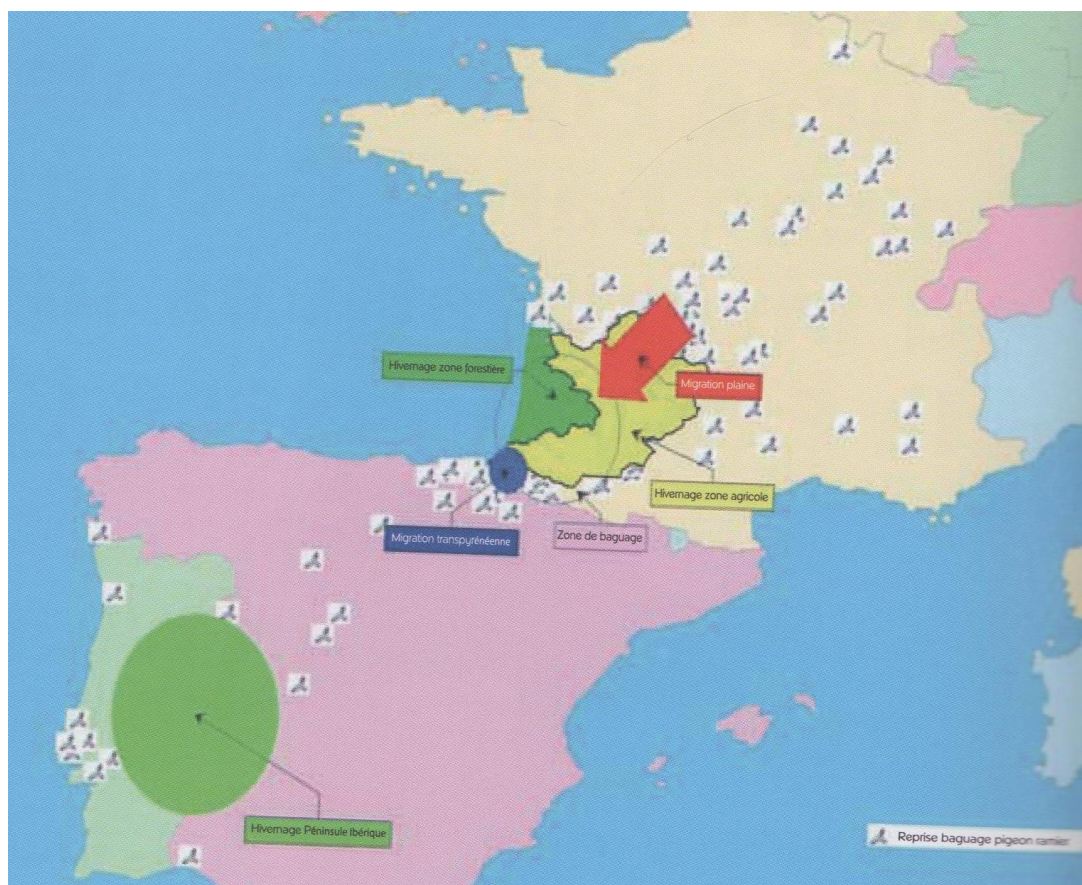 Hivernage zone forestière
Migration plaine
Hivernage zone agricole
Migration transpyrénéenne
Zone de baguage
Hivernage Péninsule Ibérique
Reprise baguage pigeon ramier